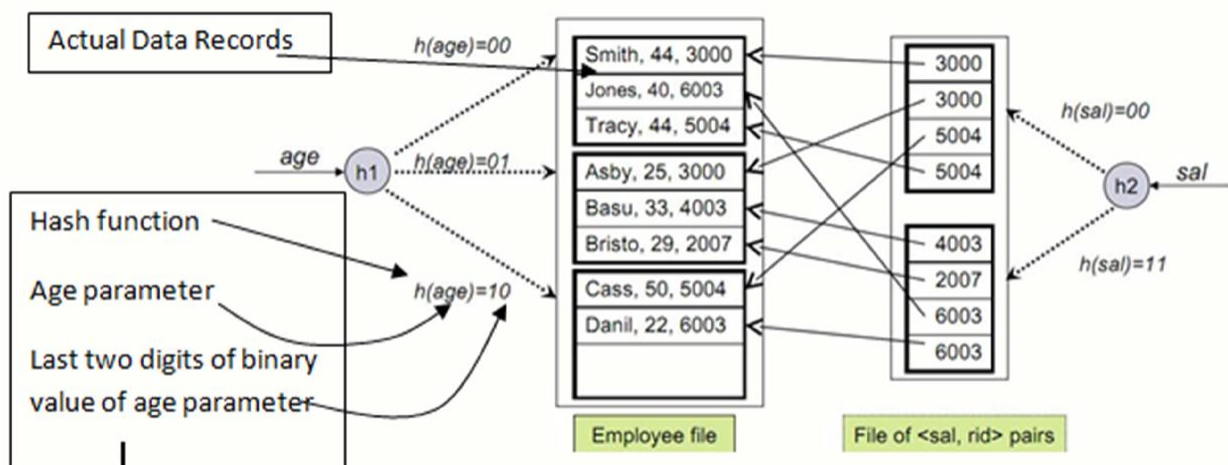 Actual Data Records
h(age)=00
age
h1
h(age)=01
Hash function
Age parameter
h(age)=10
Last two digits of binary
value of age parameter
Smith, 44, 3000
Jones, 40, 6003
Tracy, 44, 5004
Asby, 25, 3000
Basu, 33, 4003
Bristo, 29, 2007
Cass, 50, 5004
Danil, 22, 6003
Employee file
3000
3000
5004
5004
4003
2007
6003
6003
File of <sal, rid> pairs
h(sal)=00
h2
sal
h(sal)=11